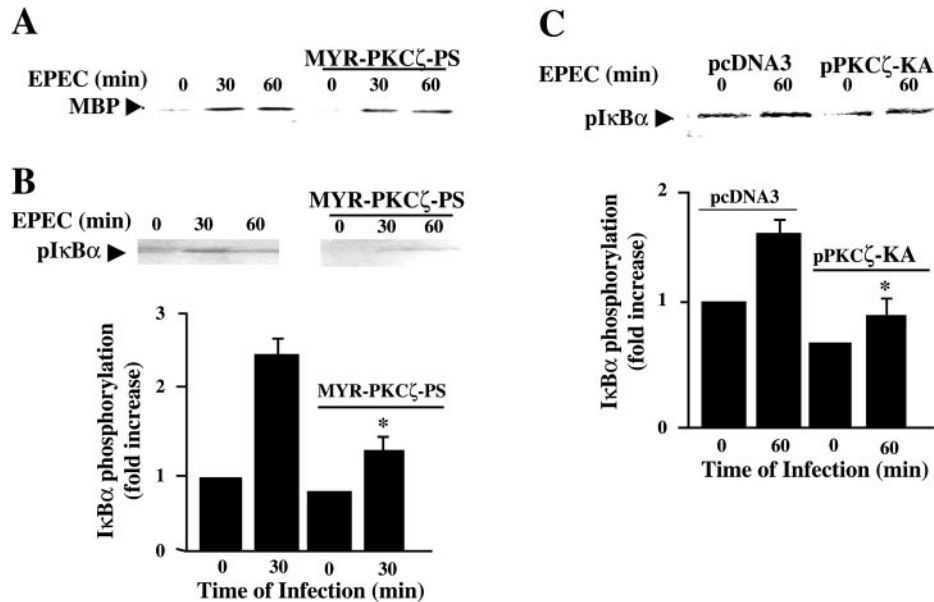 A
MYR-PKCζ-PS
EPEC (min) 0 30 60 0 30 60
MBP
B
MYR-PKCζ-PS
EPEC (min) 0 30 60 0 30 60
pIκBα
IκBα phosphorylation
(fold increase)
3
2
1
0
MYR-PKCζ-PS
*
0 30 0 30
Time of Infection (min)
C
pcDNA3 pPKCζ-KA
EPEC (min) 0 60 0 60
pIκBα
IκBα phosphorylation
(fold increase)
2
1
0
pcDNA3
pPKCζ-KA
*
0 60 0 60
Time of Infection (min)